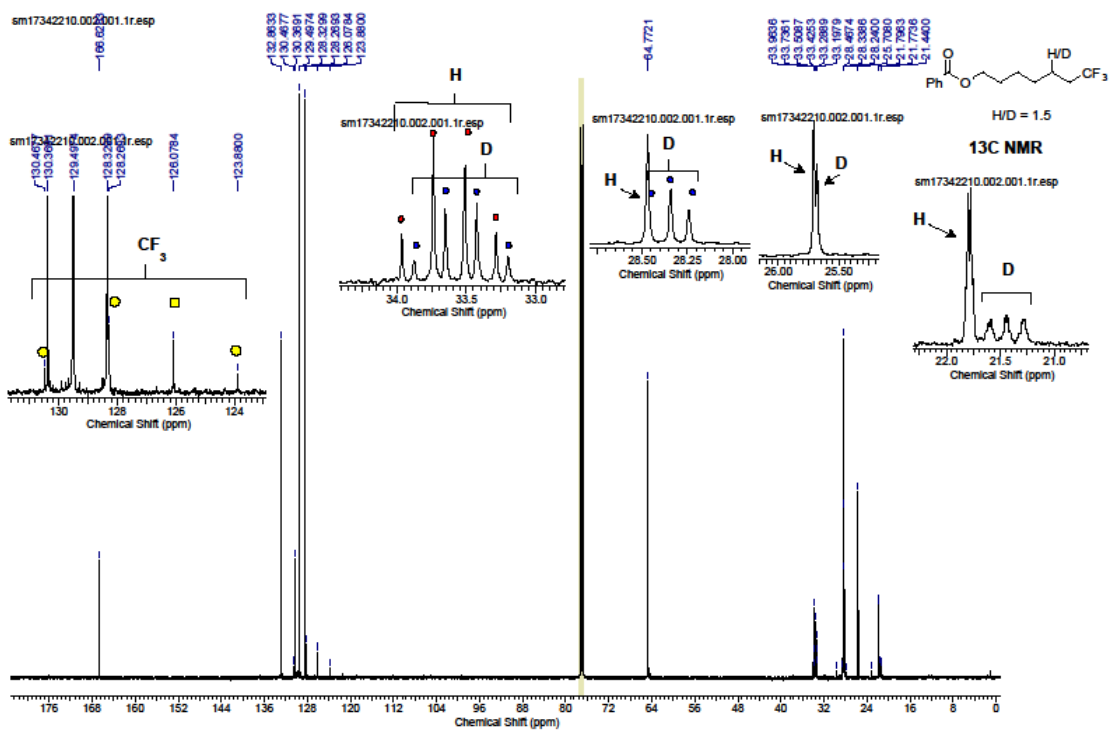 sm17342210.002.001.1r.esp
166.6283
132.8633
130.4677
130.3691
129.4974
128.3299
128.2693
126.0784
123.8800
64.7721
33.9636
33.7361
33.5087
33.4253
33.2889
33.1979
28.4674
28.3386
28.2400
25.7080
21.7963
21.7736
21.4400
H/D
O
Ph
O
CF3
H/D = 1.5
13C NMR
sm17342210.002.001.1r.esp
130.4677
130.3691
129.4974
128.3299
128.2693
126.0784
123.8800
CF3
130
128
126
124
Chemical Shift (ppm)
H
sm17342210.002.001.1r.esp
D
34.0
33.5
33.0
Chemical Shift (ppm)
sm17342210.002.001.1r.esp
D
H
28.50
28.24
28.00
Chemical Shift (ppm)
sm17342210.002.001.1r.esp
H
D
26.00
25.50
Chemical Shift (ppm)
sm17342210.002.001.1r.esp
H
D
22.0
21.5
21.0
Chemical Shift (ppm)
176 168 160 152 144 136 128 120 112 104 96 88 80 72 64 56 48 40 32 24 16 8 0
Chemical Shift (ppm)